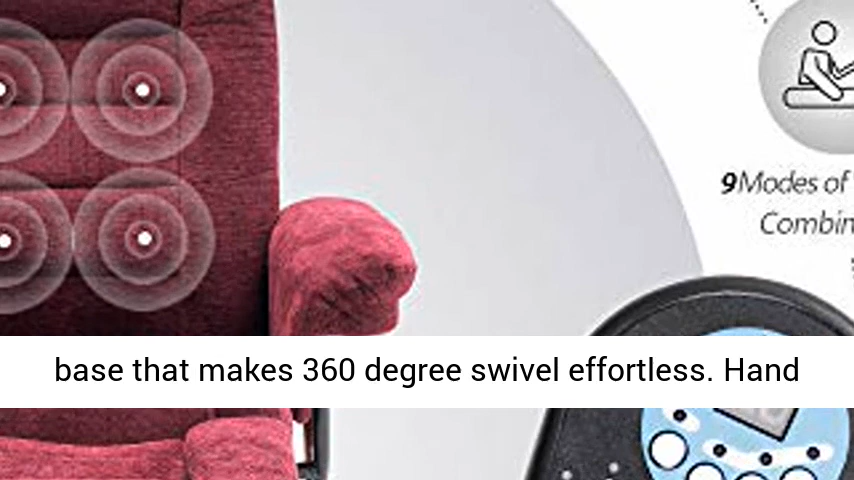 9Modes of
Combin
base that makes 360 degree swivel effortless. Hand